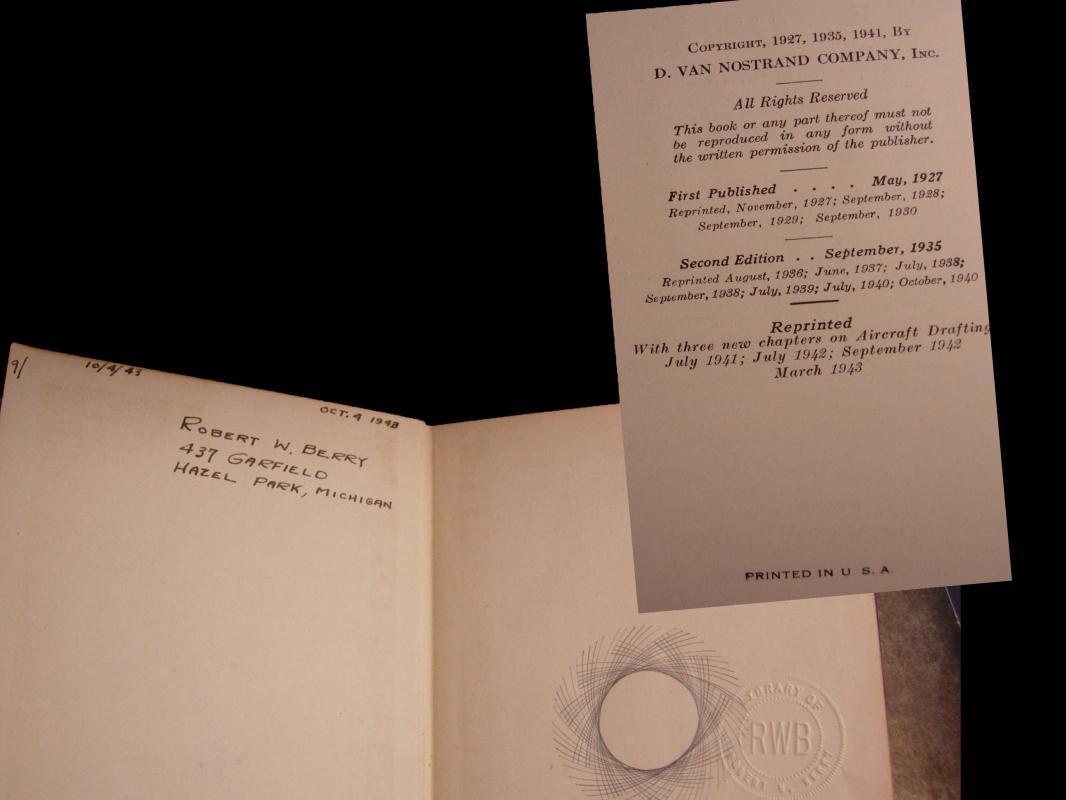 COPYRIGHT, 1927, 1935, 1941, BY
D. VAN NOSTRAND COMPANY, INC.
All Rights Reserved
This book or any part thereof must not
be reproduced in any form without
the written permission of the publisher.
First Published . . . . May, 1927
Reprinted, November, 1927; September, 1928;
September, 1929; September, 1930
Second Edition . . September, 1935
Reprinted August, 1936; June, 1937; July, 1938;
September, 1938; July, 1939; July, 1940; October, 1940
Reprinted
With three new chapters on Aircraft Drafting
July 1941; July 1942; September 1942
March 1943
PRINTED IN U. S. A.
9/
10/4/43
OCT. 4 1943
ROBERT W. BERRY
437 GARFIELD
HAZEL PARK, MICHIGAN
LIBRARY OF
RWB
ROBERT W. BERRY